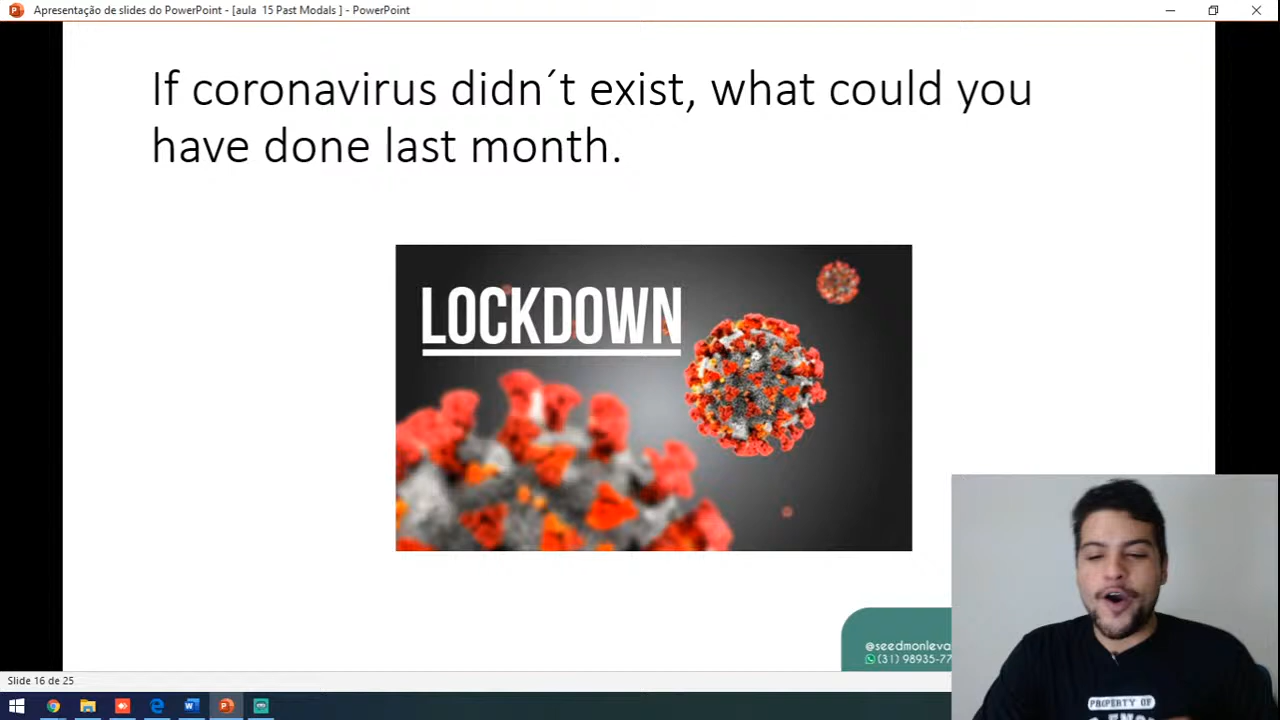 Apresentação de slides do PowerPoint - [aula  15 Past Modals ] - PowerPoint
If coronavirus didn´t exist, what could you
have done last month.
LOCKDOWN
@seedmonleva
(31) 98935-77
PROPERTY OF
Slide 16 de 25